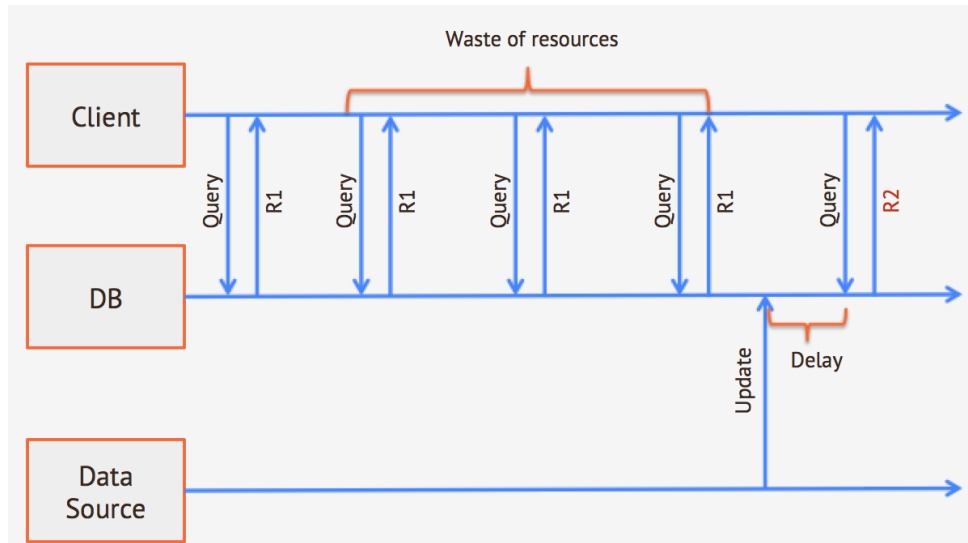 Waste of resources
Client
Query
R1
Query
R1
Query
R1
Query
R1
Query
R2
DB
Update
Delay
Data
Source